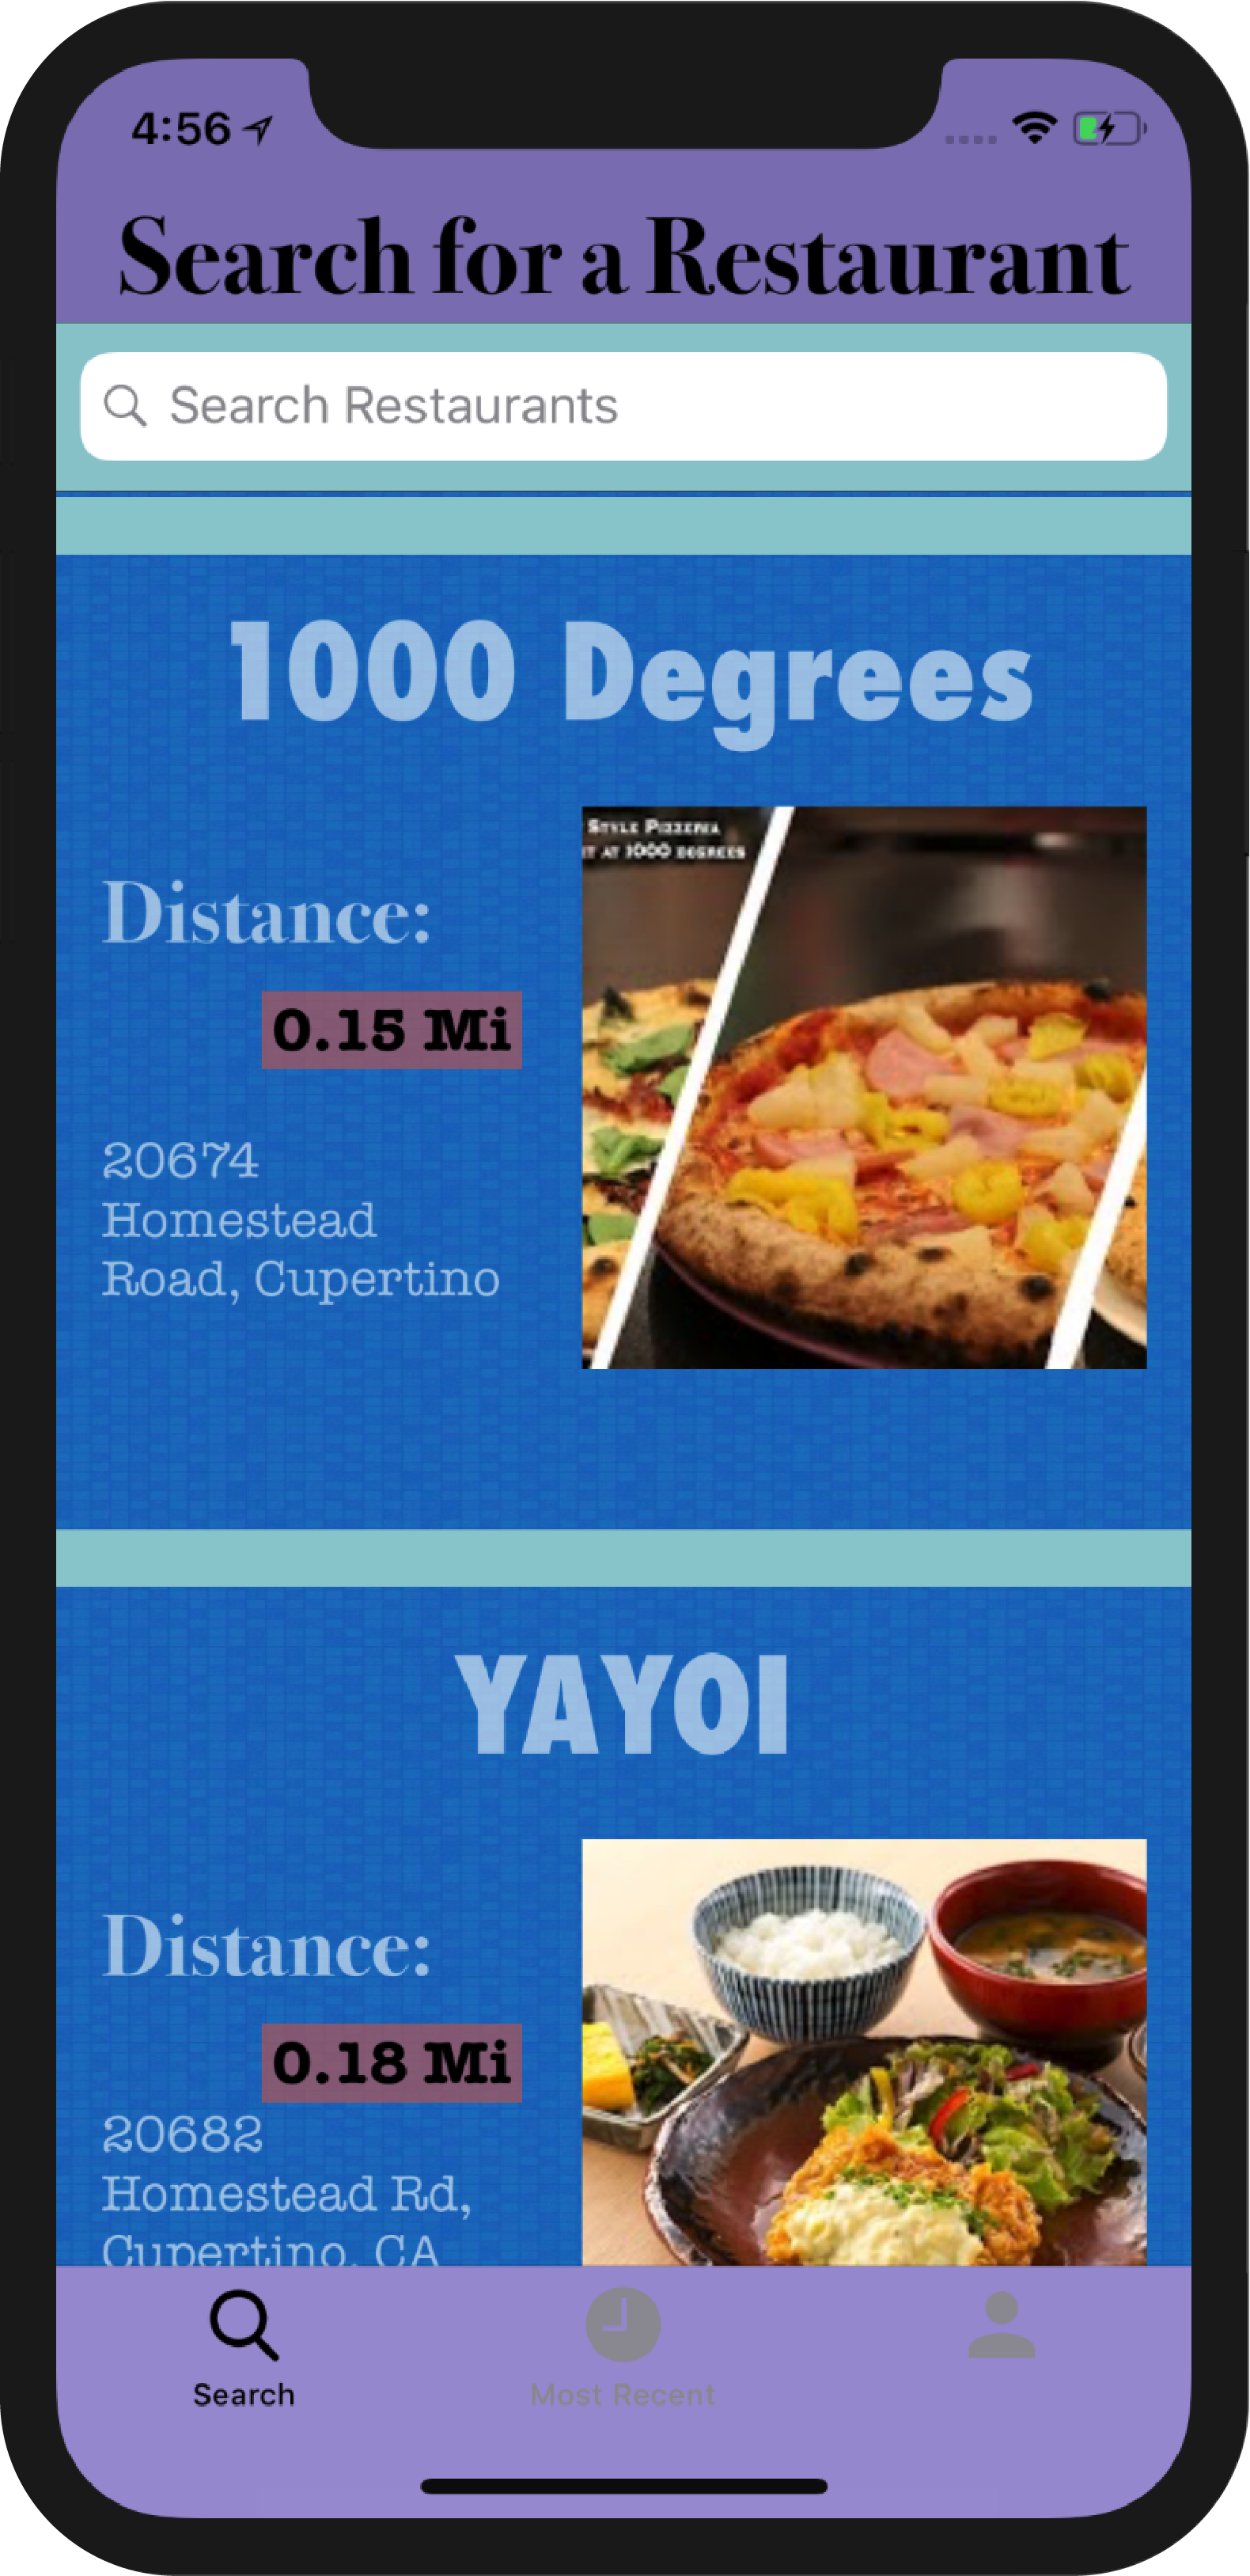 4:56
Search for a Restaurant
Search Restaurants
1000 Degrees
STYLE PIZZERIA
IT AT 1000 DEGREES
Distance:
0.15 Mi
20674
Homestead
Road, Cupertino
YAYOI
Distance:
0.18 Mi
20682
Homestead Rd,
Cupertino, CA
Search
Most Recent